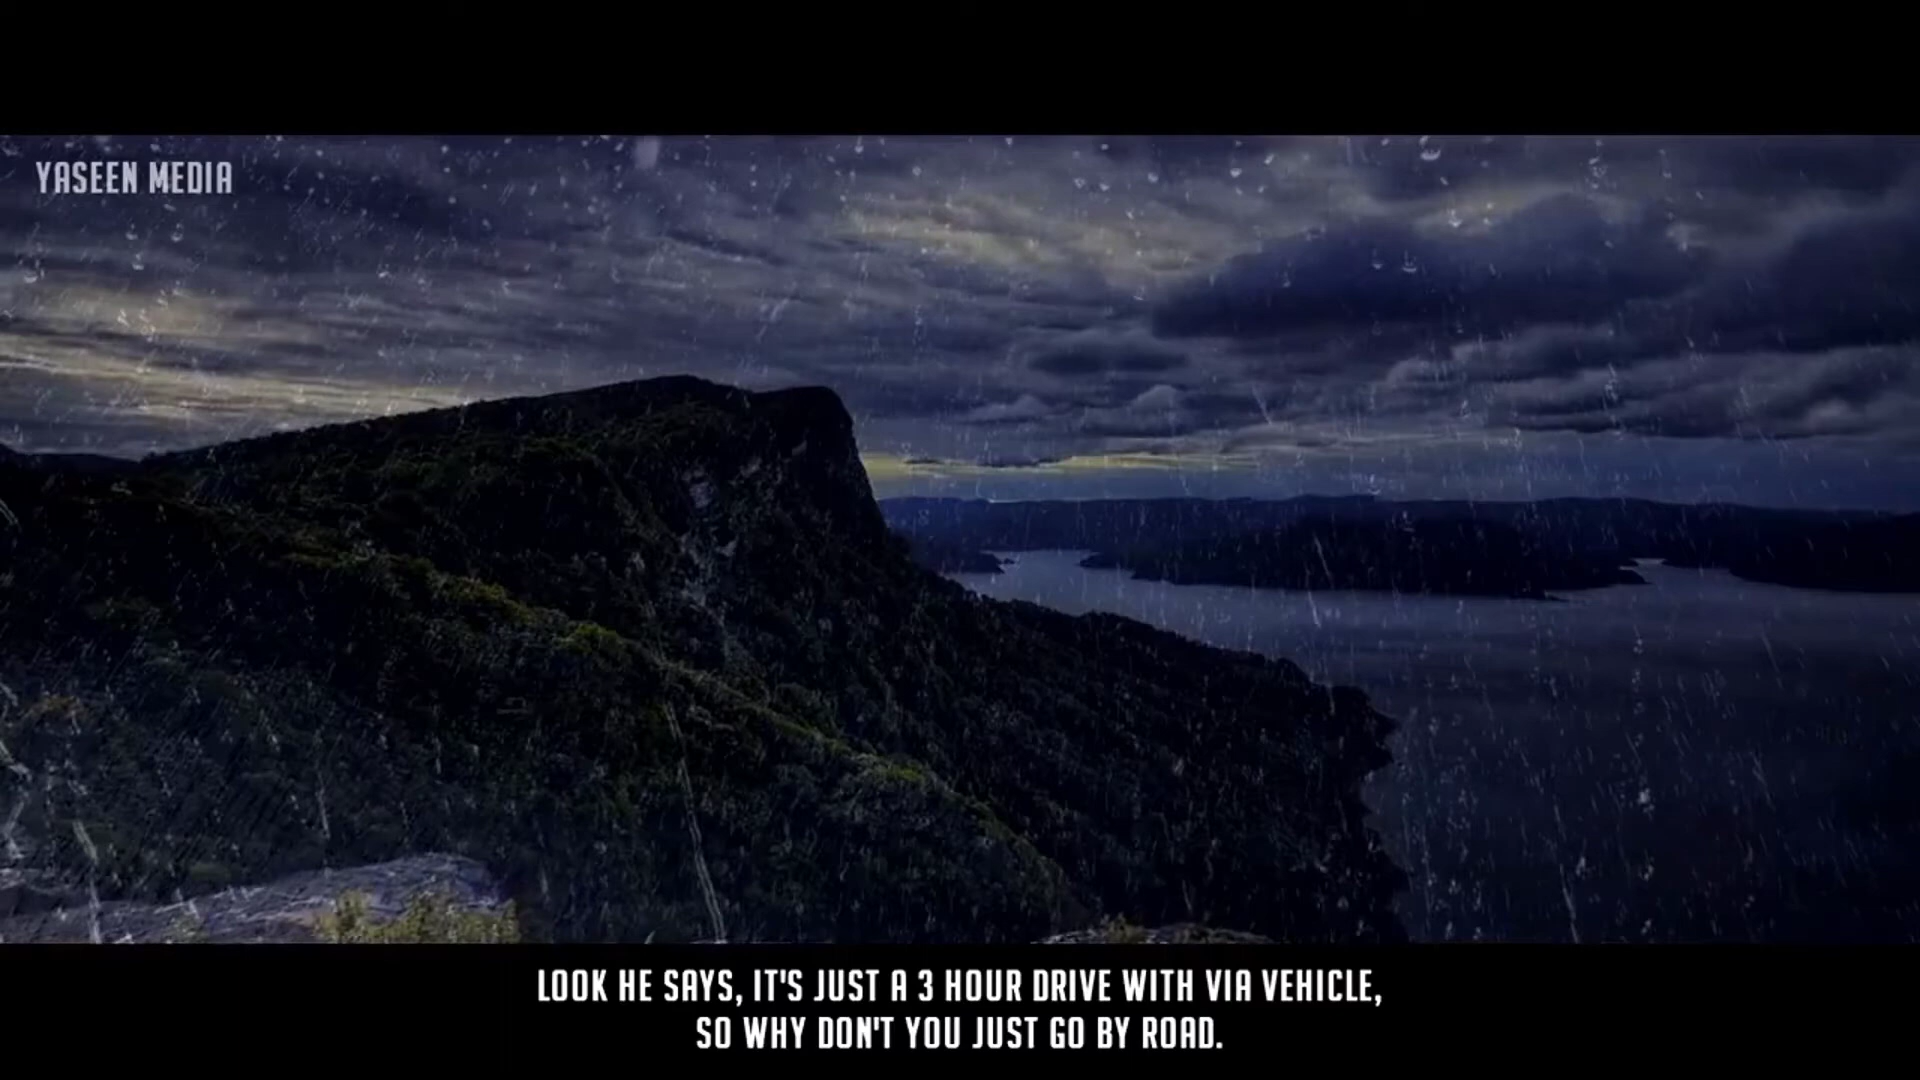 YASEEN MEDIA
LOOK HE SAYS, IT'S JUST A 3 HOUR DRIVE WITH VIA VEHICLE,
SO WHY DON'T YOU JUST GO BY ROAD.